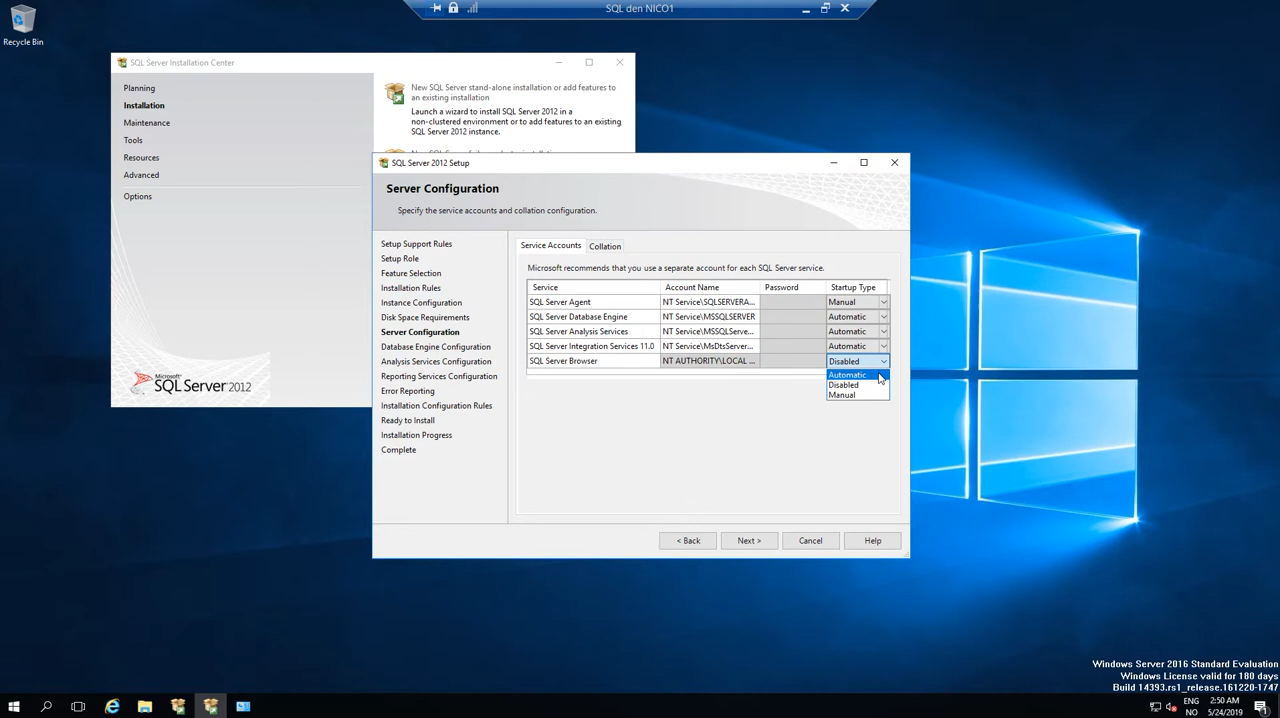 SQL den NICO1
Recycle Bin
SQL Server Installation Center
Planning
Installation
Maintenance
Tools
Resources
Advanced
Options
Microsoft
SQL Server 2012
New SQL Server stand-alone installation or add features to
an existing installation
Launch a wizard to install SQL Server 2012 in a
non-clustered environment or to add features to an existing
SQL Server 2012 instance.
SQL Server 2012 Setup
Server Configuration
Specify the service accounts and collation configuration.
Setup Support Rules
Setup Role
Feature Selection
Installation Rules
Instance Configuration
Disk Space Requirements
Server Configuration
Database Engine Configuration
Analysis Services Configuration
Reporting Services Configuration
Error Reporting
Installation Configuration Rules
Ready to Install
Installation Progress
Complete
Service Accounts Collation
Microsoft recommends that you use a separate account for each SQL Server service.
Service Account Name Password Startup Type
SQL Server Agent NT Service\SQLSERVERA... Manual
SQL Server Database Engine NT Service\MSSQLSERVER Automatic
SQL Server Analysis Services NT Service\MSSQLServe... Automatic
SQL Server Integration Services 11.0 NT Service\MsDtsServer... Automatic
SQL Server Browser NT AUTHORITY\LOCAL ... Disabled
Automatic
Disabled
Manual
< Back Next > Cancel Help
Windows Server 2016 Standard Evaluation
Windows License valid for 180 days
Build 14393.rs1_release.161220-1747
ENG 2:50 AM
NO 5/24/2019
1